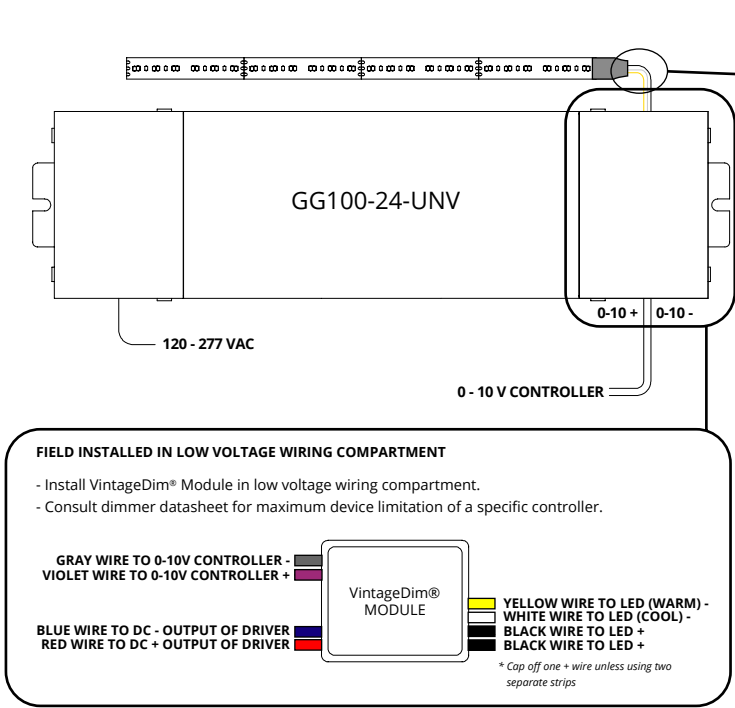 GG100-24-UNV
0-10 + 0-10 -
120 - 277 VAC
0 - 10 V CONTROLLER
FIELD INSTALLED IN LOW VOLTAGE WIRING COMPARTMENT
- Install VintageDim® Module in low voltage wiring compartment.
- Consult dimmer datasheet for maximum device limitation of a specific controller.
GRAY WIRE TO 0-10V CONTROLLER -
VIOLET WIRE TO 0-10V CONTROLLER +
BLUE WIRE TO DC - OUTPUT OF DRIVER
RED WIRE TO DC + OUTPUT OF DRIVER
VintageDim®
MODULE
YELLOW WIRE TO LED (WARM) -
WHITE WIRE TO LED (COOL) -
BLACK WIRE TO LED +
BLACK WIRE TO LED +
* Cap off one + wire unless using two
separate strips